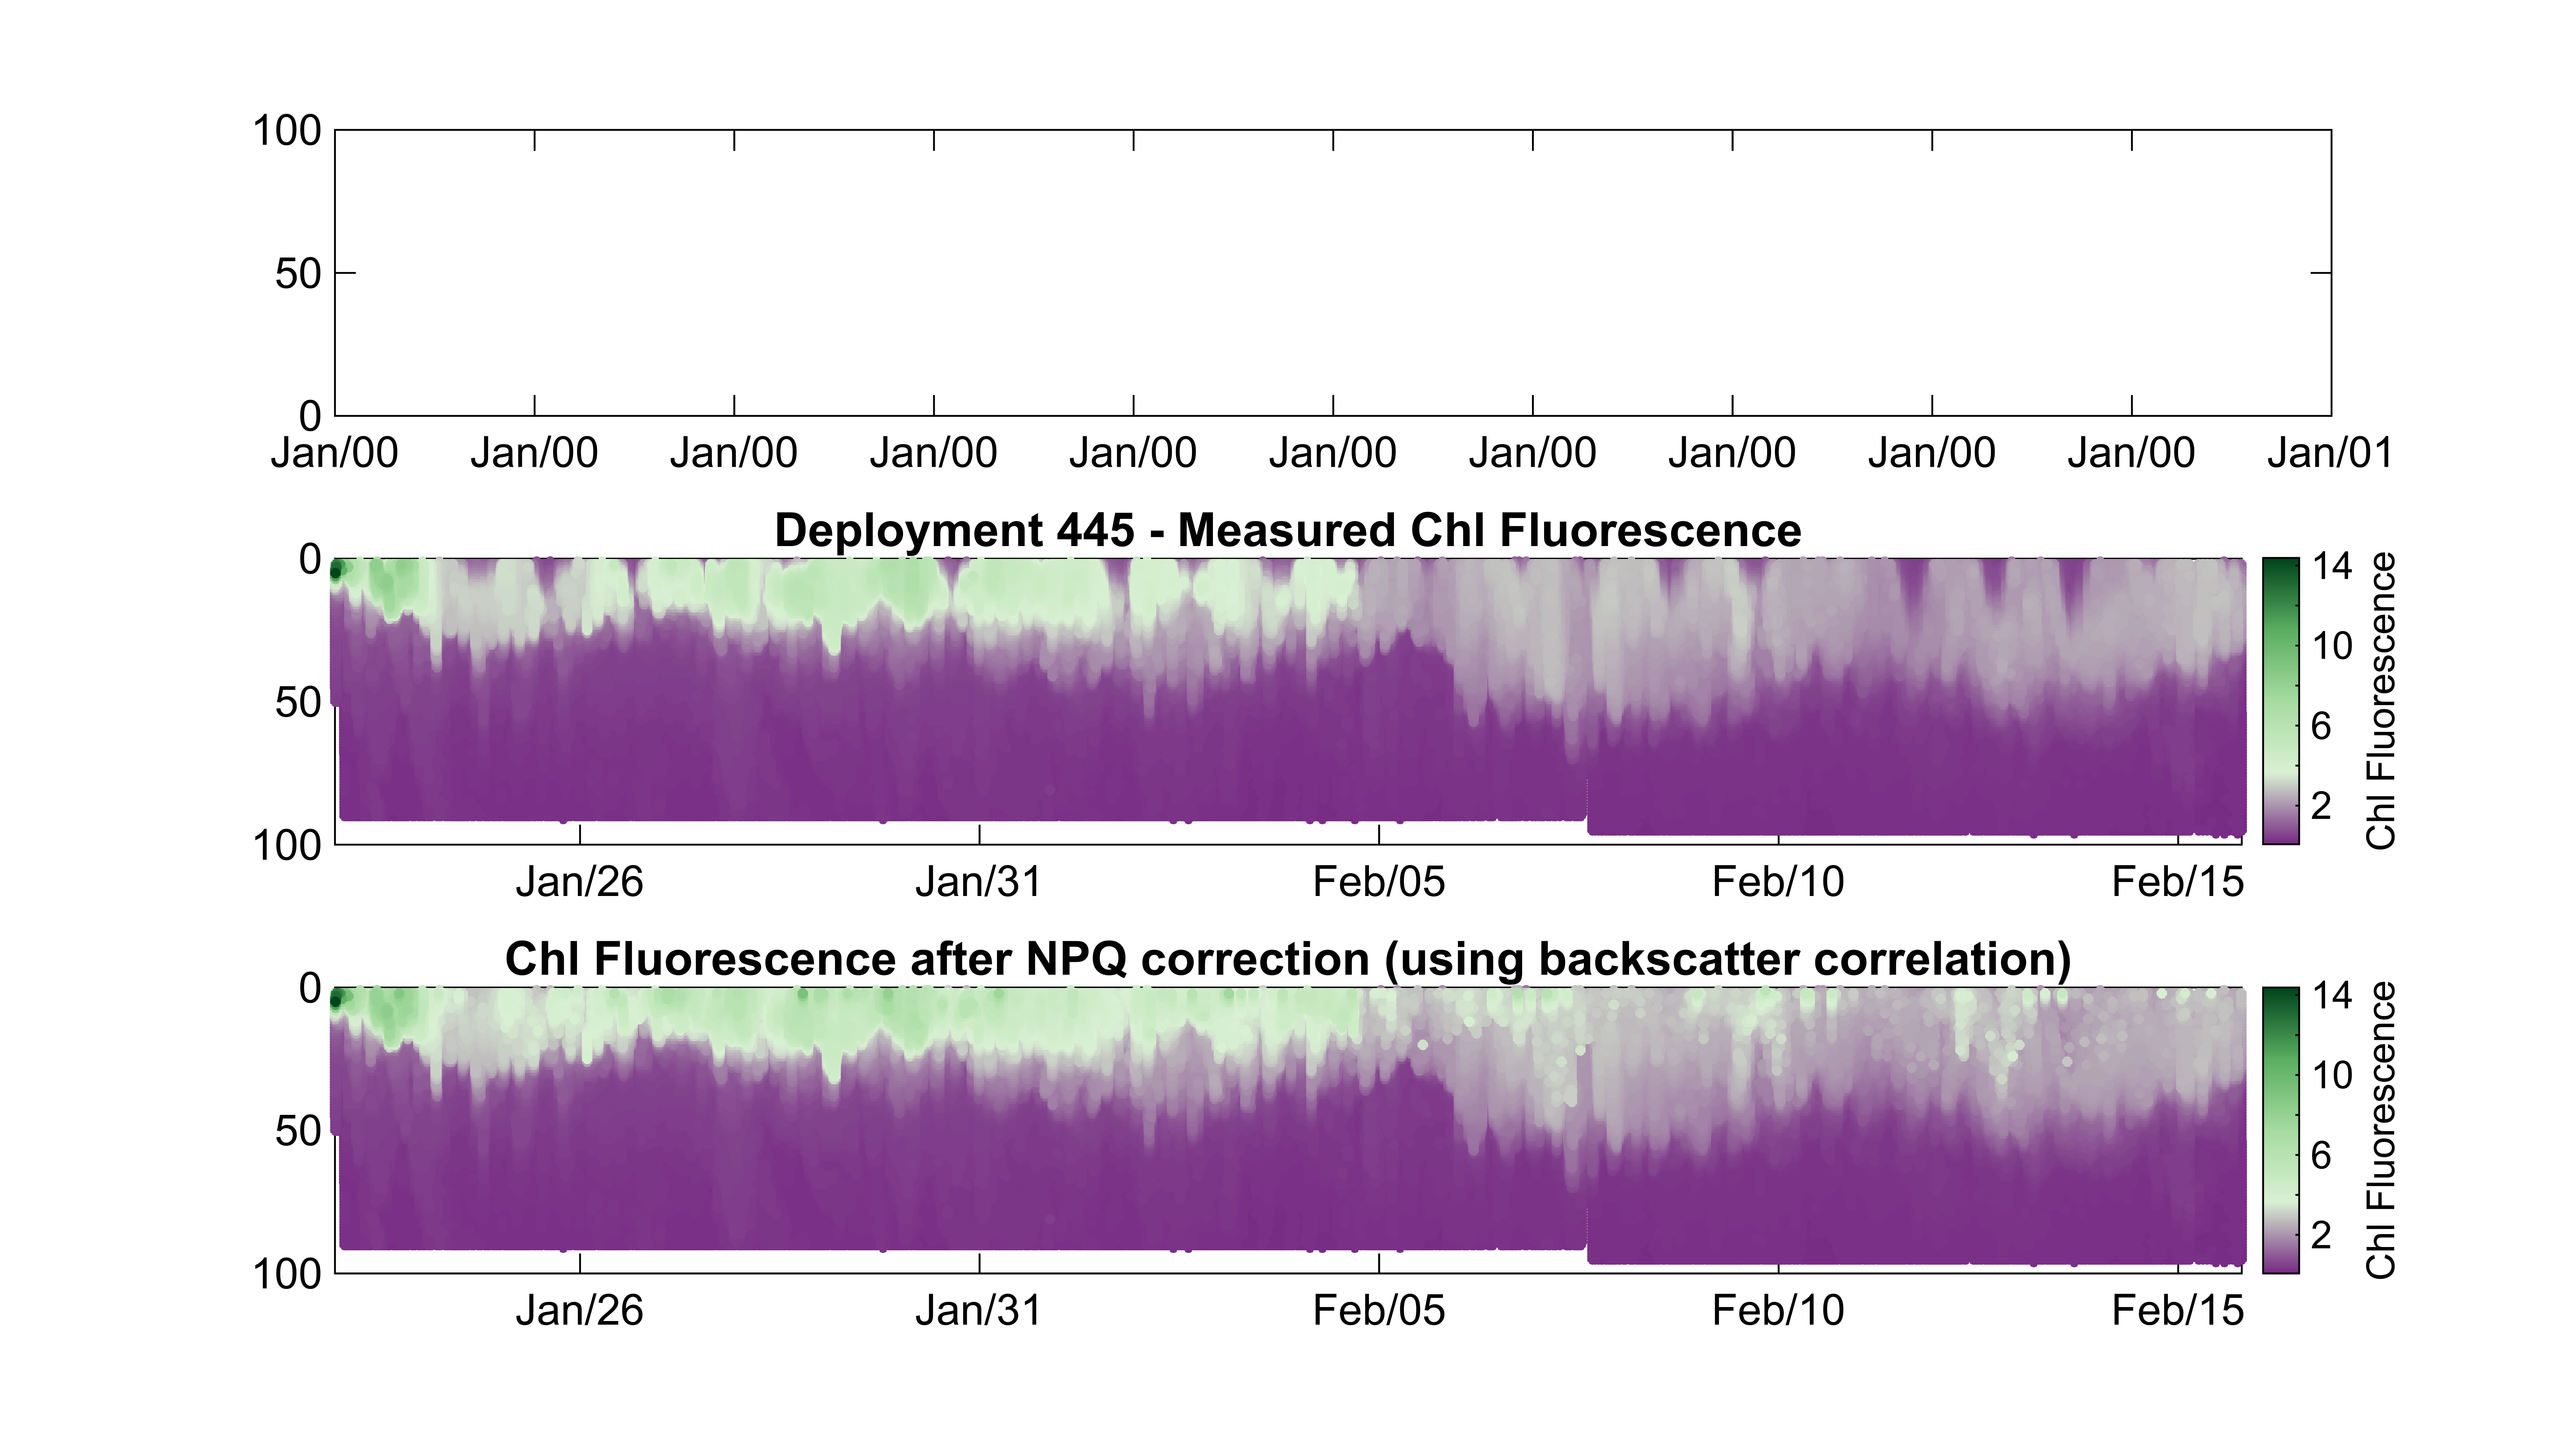 100
50
0
Jan/00 Jan/00 Jan/00 Jan/00 Jan/00 Jan/00 Jan/00 Jan/00 Jan/00 Jan/00 Jan/01
Deployment 445 - Measured Chl Fluorescence
0
50
100
Jan/26 Jan/31 Feb/05 Feb/10 Feb/15
14
10
6
2
Chl Fluorescence
Chl Fluorescence after NPQ correction (using backscatter correlation)
0
50
100
Jan/26 Jan/31 Feb/05 Feb/10 Feb/15
14
10
6
2
Chl Fluorescence